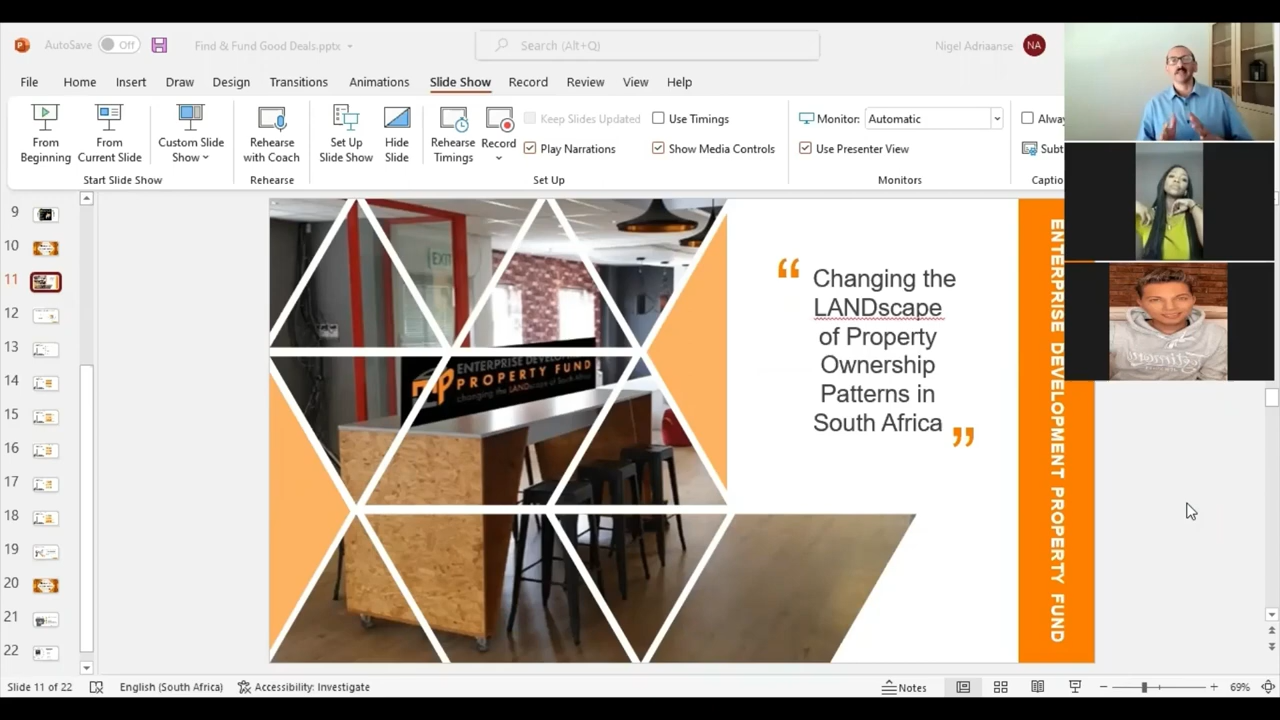 AutoSave Off Find & Fund Good Deals.pptx Search (Alt+Q) Nigel Adriaanse NA
File Home Insert Draw Design Transitions Animations Slide Show Record Review View Help
From Beginning
From Current Slide
Custom Slide Show
Rehearse with Coach
Set Up Slide Show
Hide Slide
Rehearse Timings
Record
Keep Slides Updated
Play Narrations
Use Timings
Show Media Controls
Monitor: Automatic
Use Presenter View
Alway
Subt
Start Slide Show Rehearse Set Up Monitors Captio
9
10
11
12
13
14
15
16
17
18
19
20
21
22
EXIT
ENTERPRISE DEVELOP
PROPERTY FUND
changing the LANDscape of South Africa
“ Changing the
LANDscape
of Property
Ownership
Patterns in
South Africa ”
ENTERPRISE DEVELOPMENT PROPERTY FUND
Slide 11 of 22 English (South Africa) Accessibility: Investigate Notes 69%